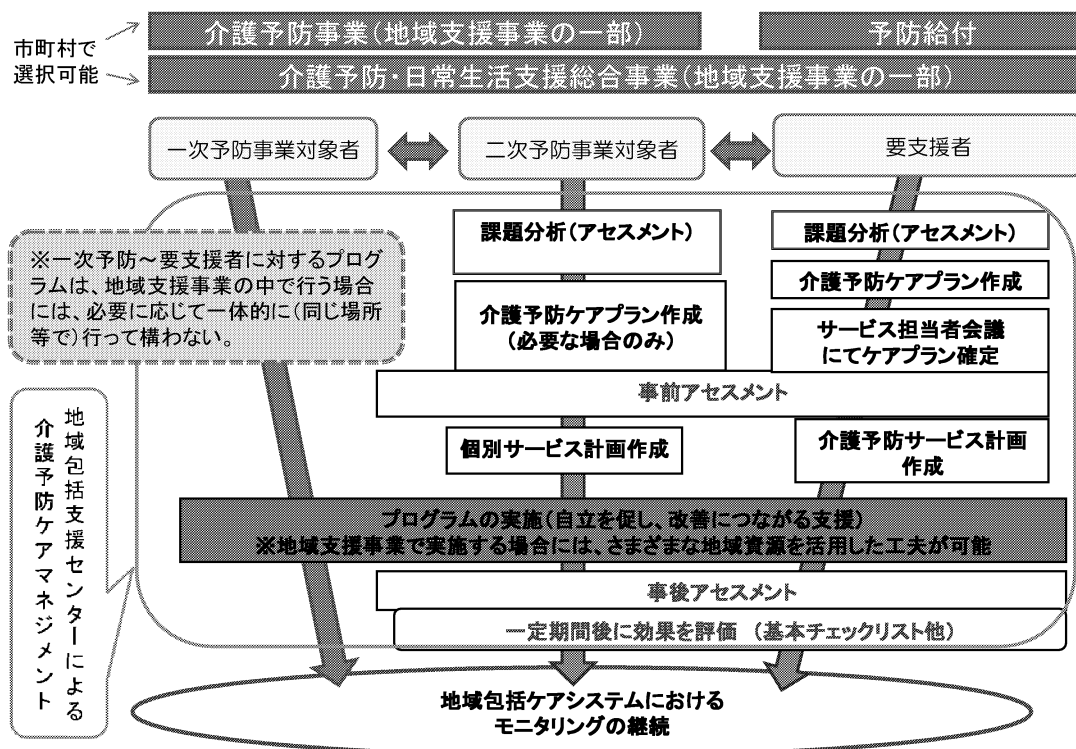 市町村で
選択可能
介護予防事業(地域支援事業の一部)
予防給付
介護予防・日常生活支援総合事業(地域支援事業の一部)
一次予防事業対象者
二次予防事業対象者
要支援者
※一次予防～要支援者に対するプログ
ラムは、地域支援事業の中で行う場合
には、必要に応じて一体的に(同じ場所
等で)行って構わない。
課題分析(アセスメント)
課題分析(アセスメント)
介護予防ケアプラン作成
介護予防ケアプラン作成
(必要な場合のみ)
サービス担当者会議
にてケアプラン確定
事前アセスメント
個別サービス計画作成
介護予防サービス計画
作成
地域包括支援センターによる
介護予防ケアマネジメント
プログラムの実施(自立を促し、改善につながる支援)
※地域支援事業で実施する場合には、さまざまな地域資源を活用した工夫が可能
事後アセスメント
一定期間後に効果を評価 (基本チェックリスト他)
地域包括ケアシステムにおける
モニタリングの継続